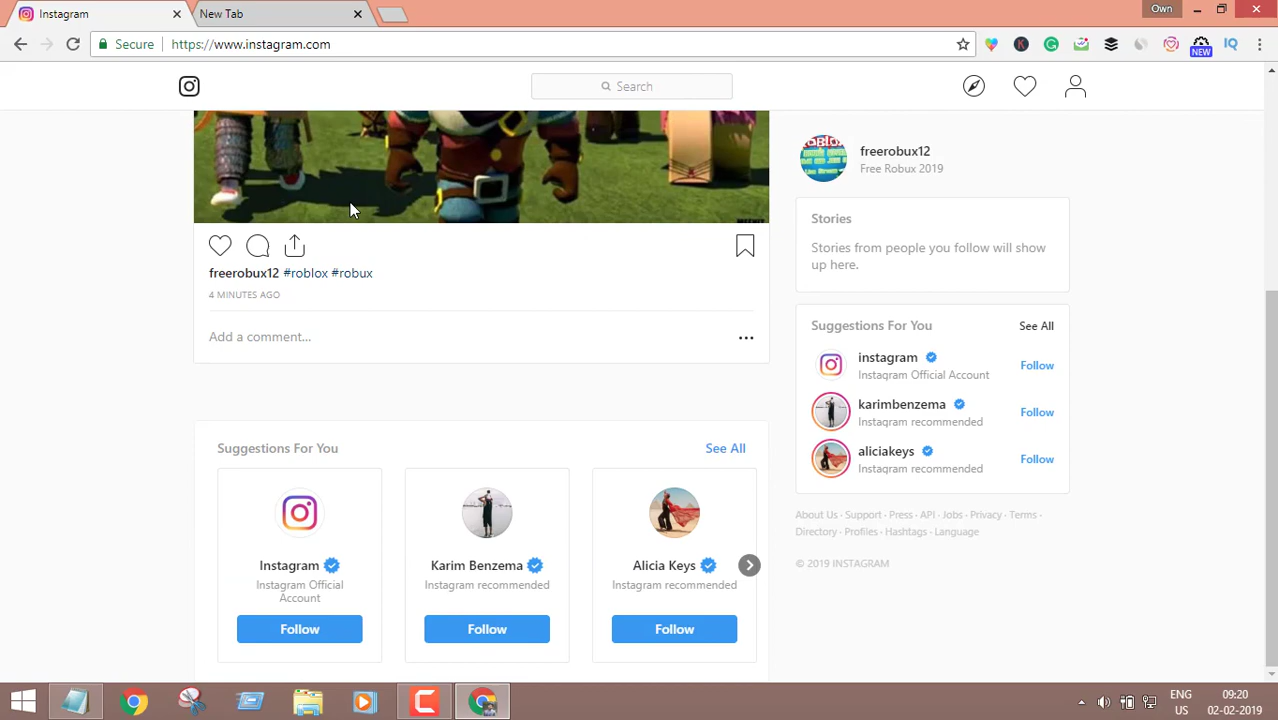 Instagram
New Tab
Own
Secure
https://www.instagram.com
NEW
Search
freerobux12
Free Robux 2019
Stories
Stories from people you follow will show
up here.
freerobux12 #roblox #robux
4 MINUTES AGO
Add a comment...
Suggestions For You
See All
instagram
Instagram Official Account
Follow
karimbenzema
Instagram recommended
Follow
aliciakeys
Instagram recommended
Follow
About Us · Support · Press · API · Jobs · Privacy · Terms ·
Directory · Profiles · Hashtags · Language
© 2019 INSTAGRAM
Suggestions For You
See All
Instagram
Instagram Official
Account
Follow
Karim Benzema
Instagram recommended
Follow
Alicia Keys
Instagram recommended
Follow
ENG
US
09:20
02-02-2019